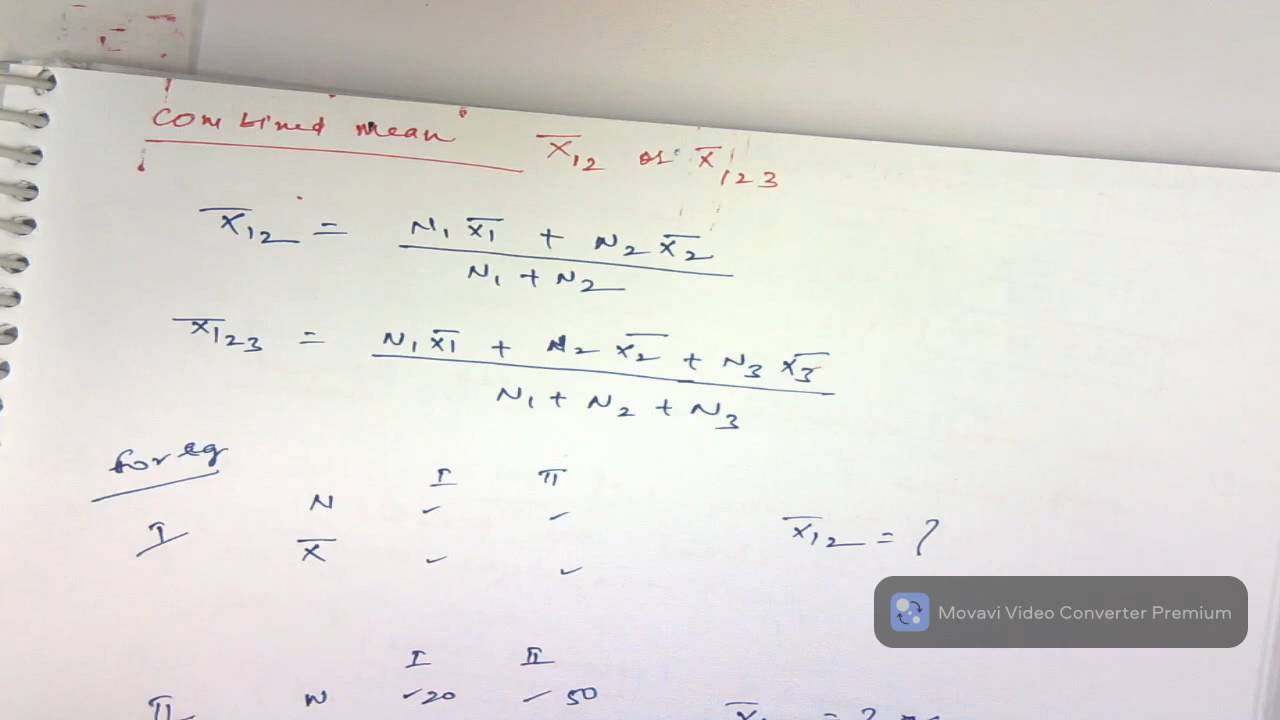 Combined mean X̄12 or X̄123
X̄12 = N1 X̄1 + N2 X̄2
N1 + N2
X̄123 = N1 X̄1 + N2 X̄2 + N3 X̄3
N1 + N2 + N3
for eg
I II
N ✓ ✓
I X̄ ✓ ✓ X̄12 = ?
Movavi Video Converter Premium
I II
II N ✓20 ✓50 = ?